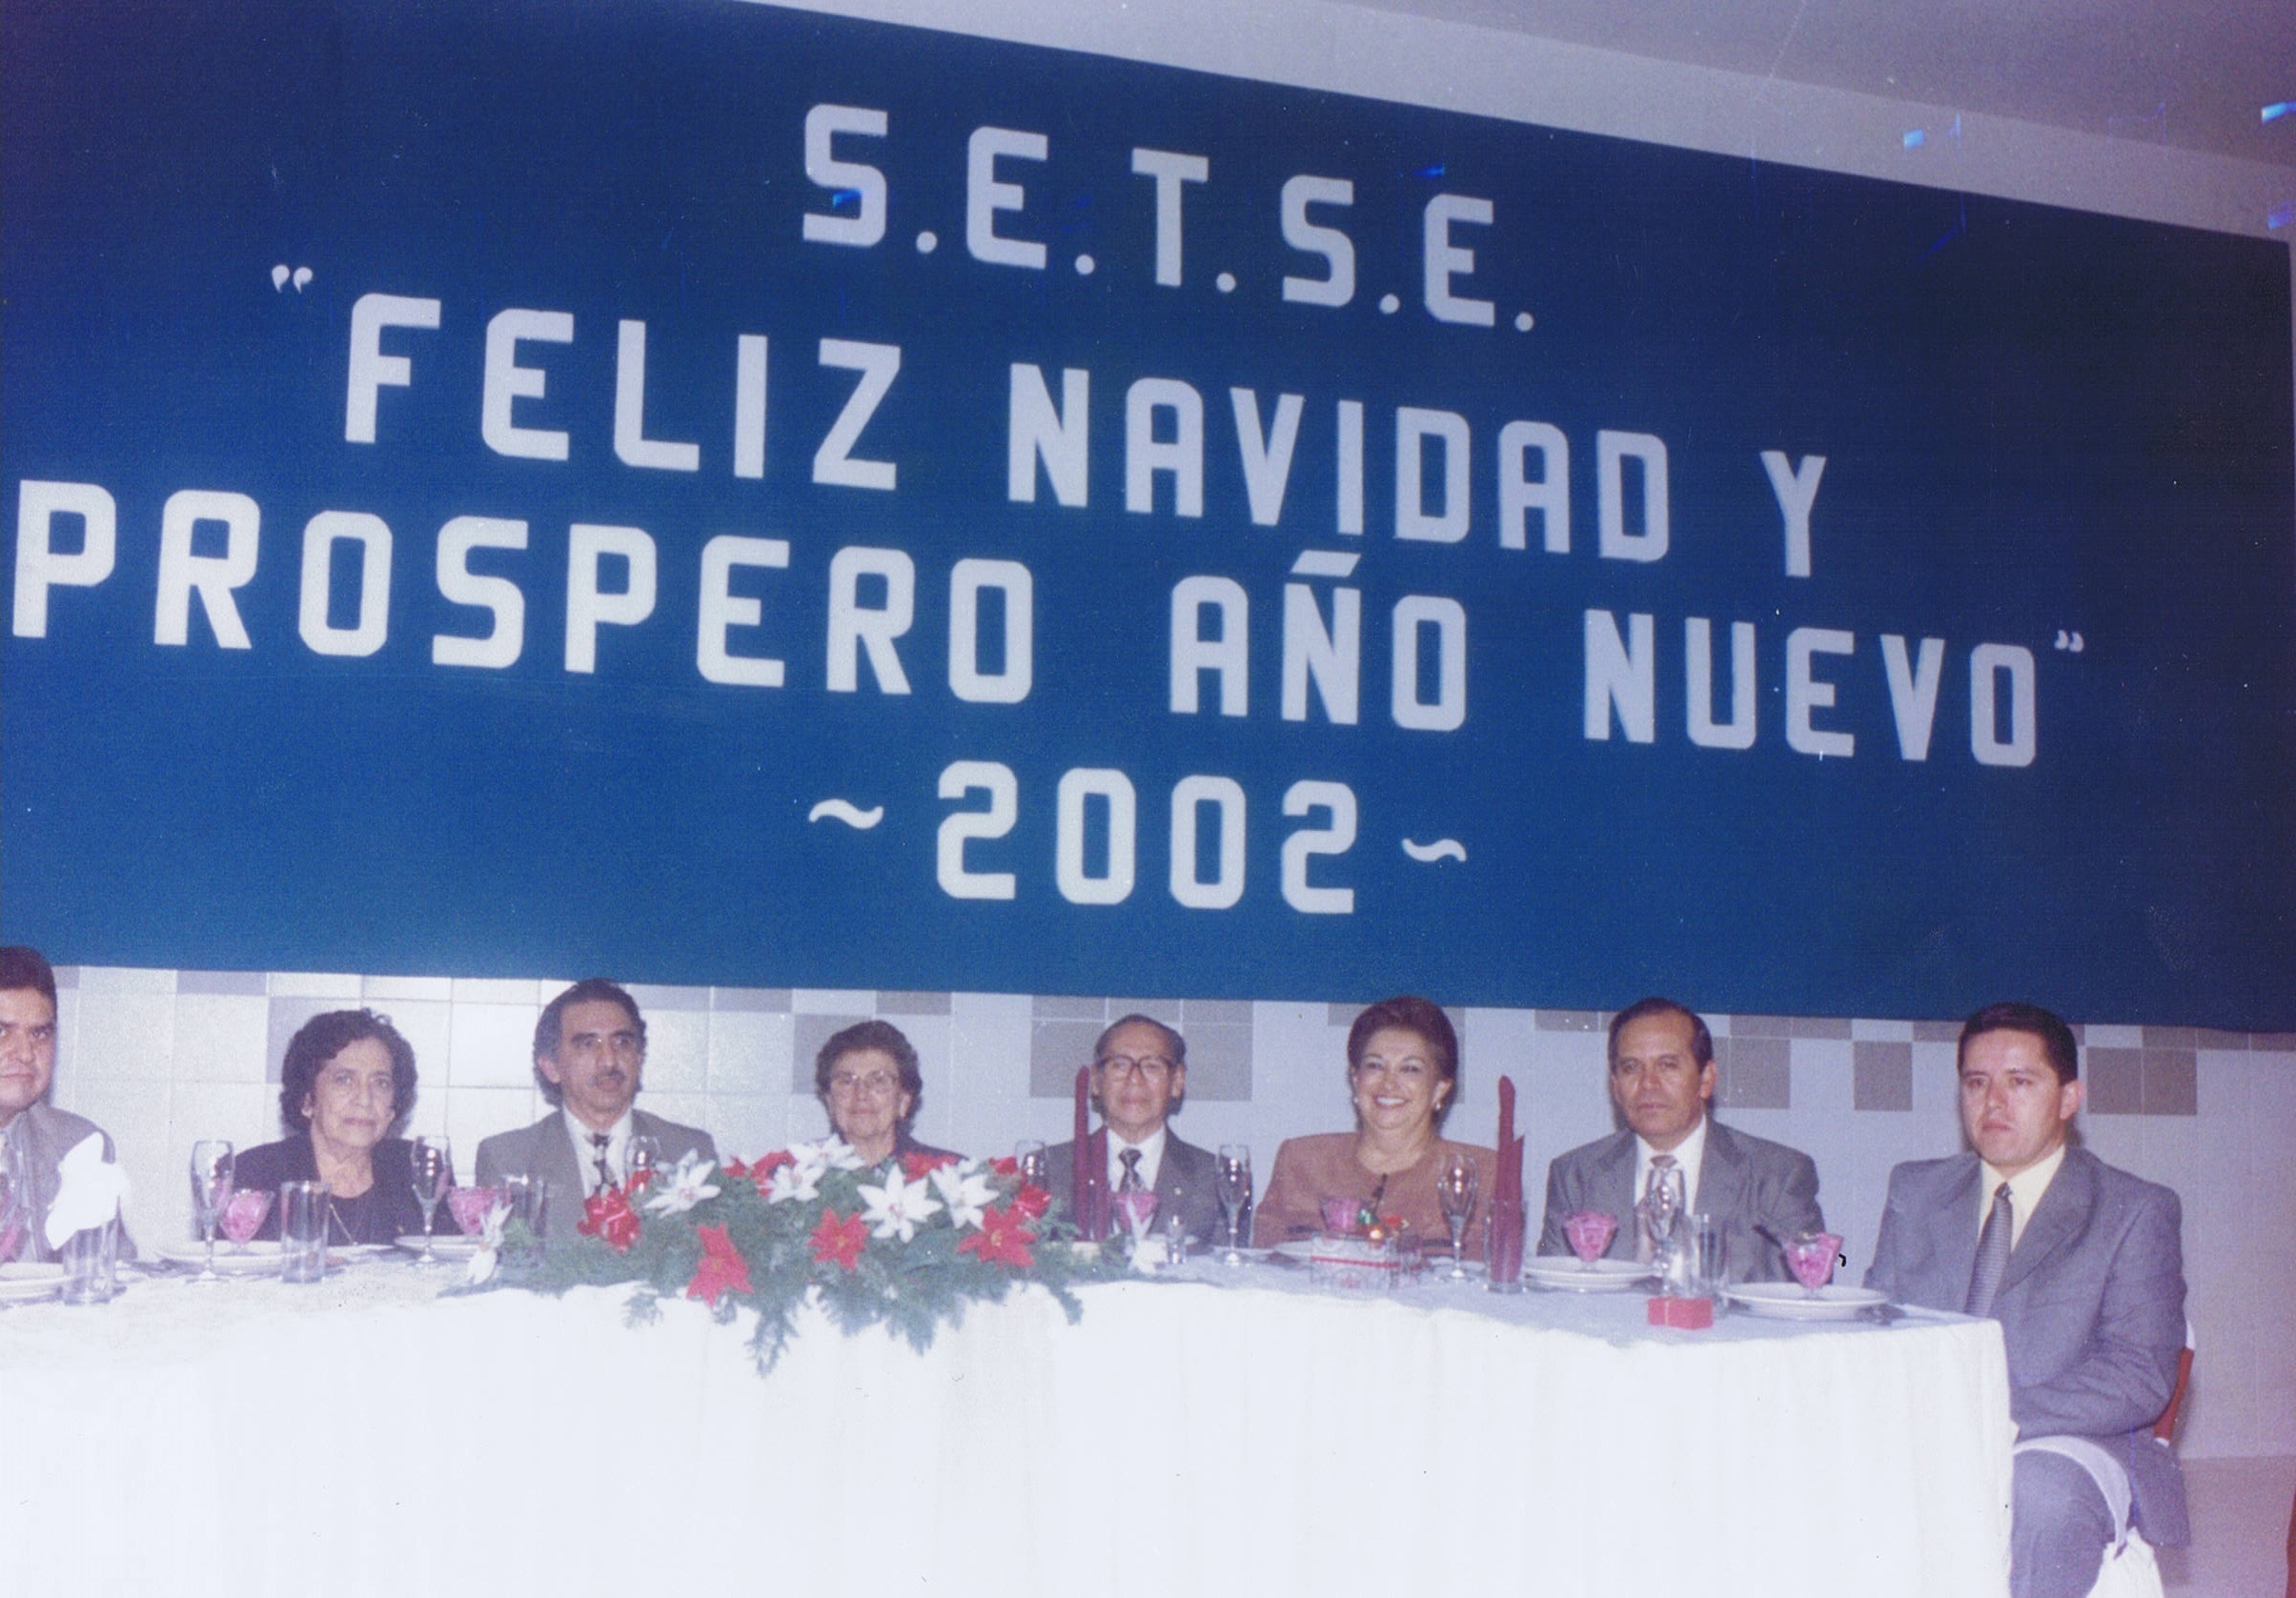 S.E.T.S.E.
"FELIZ NAVIDAD Y
PROSPERO AÑO NUEVO"
~2002~